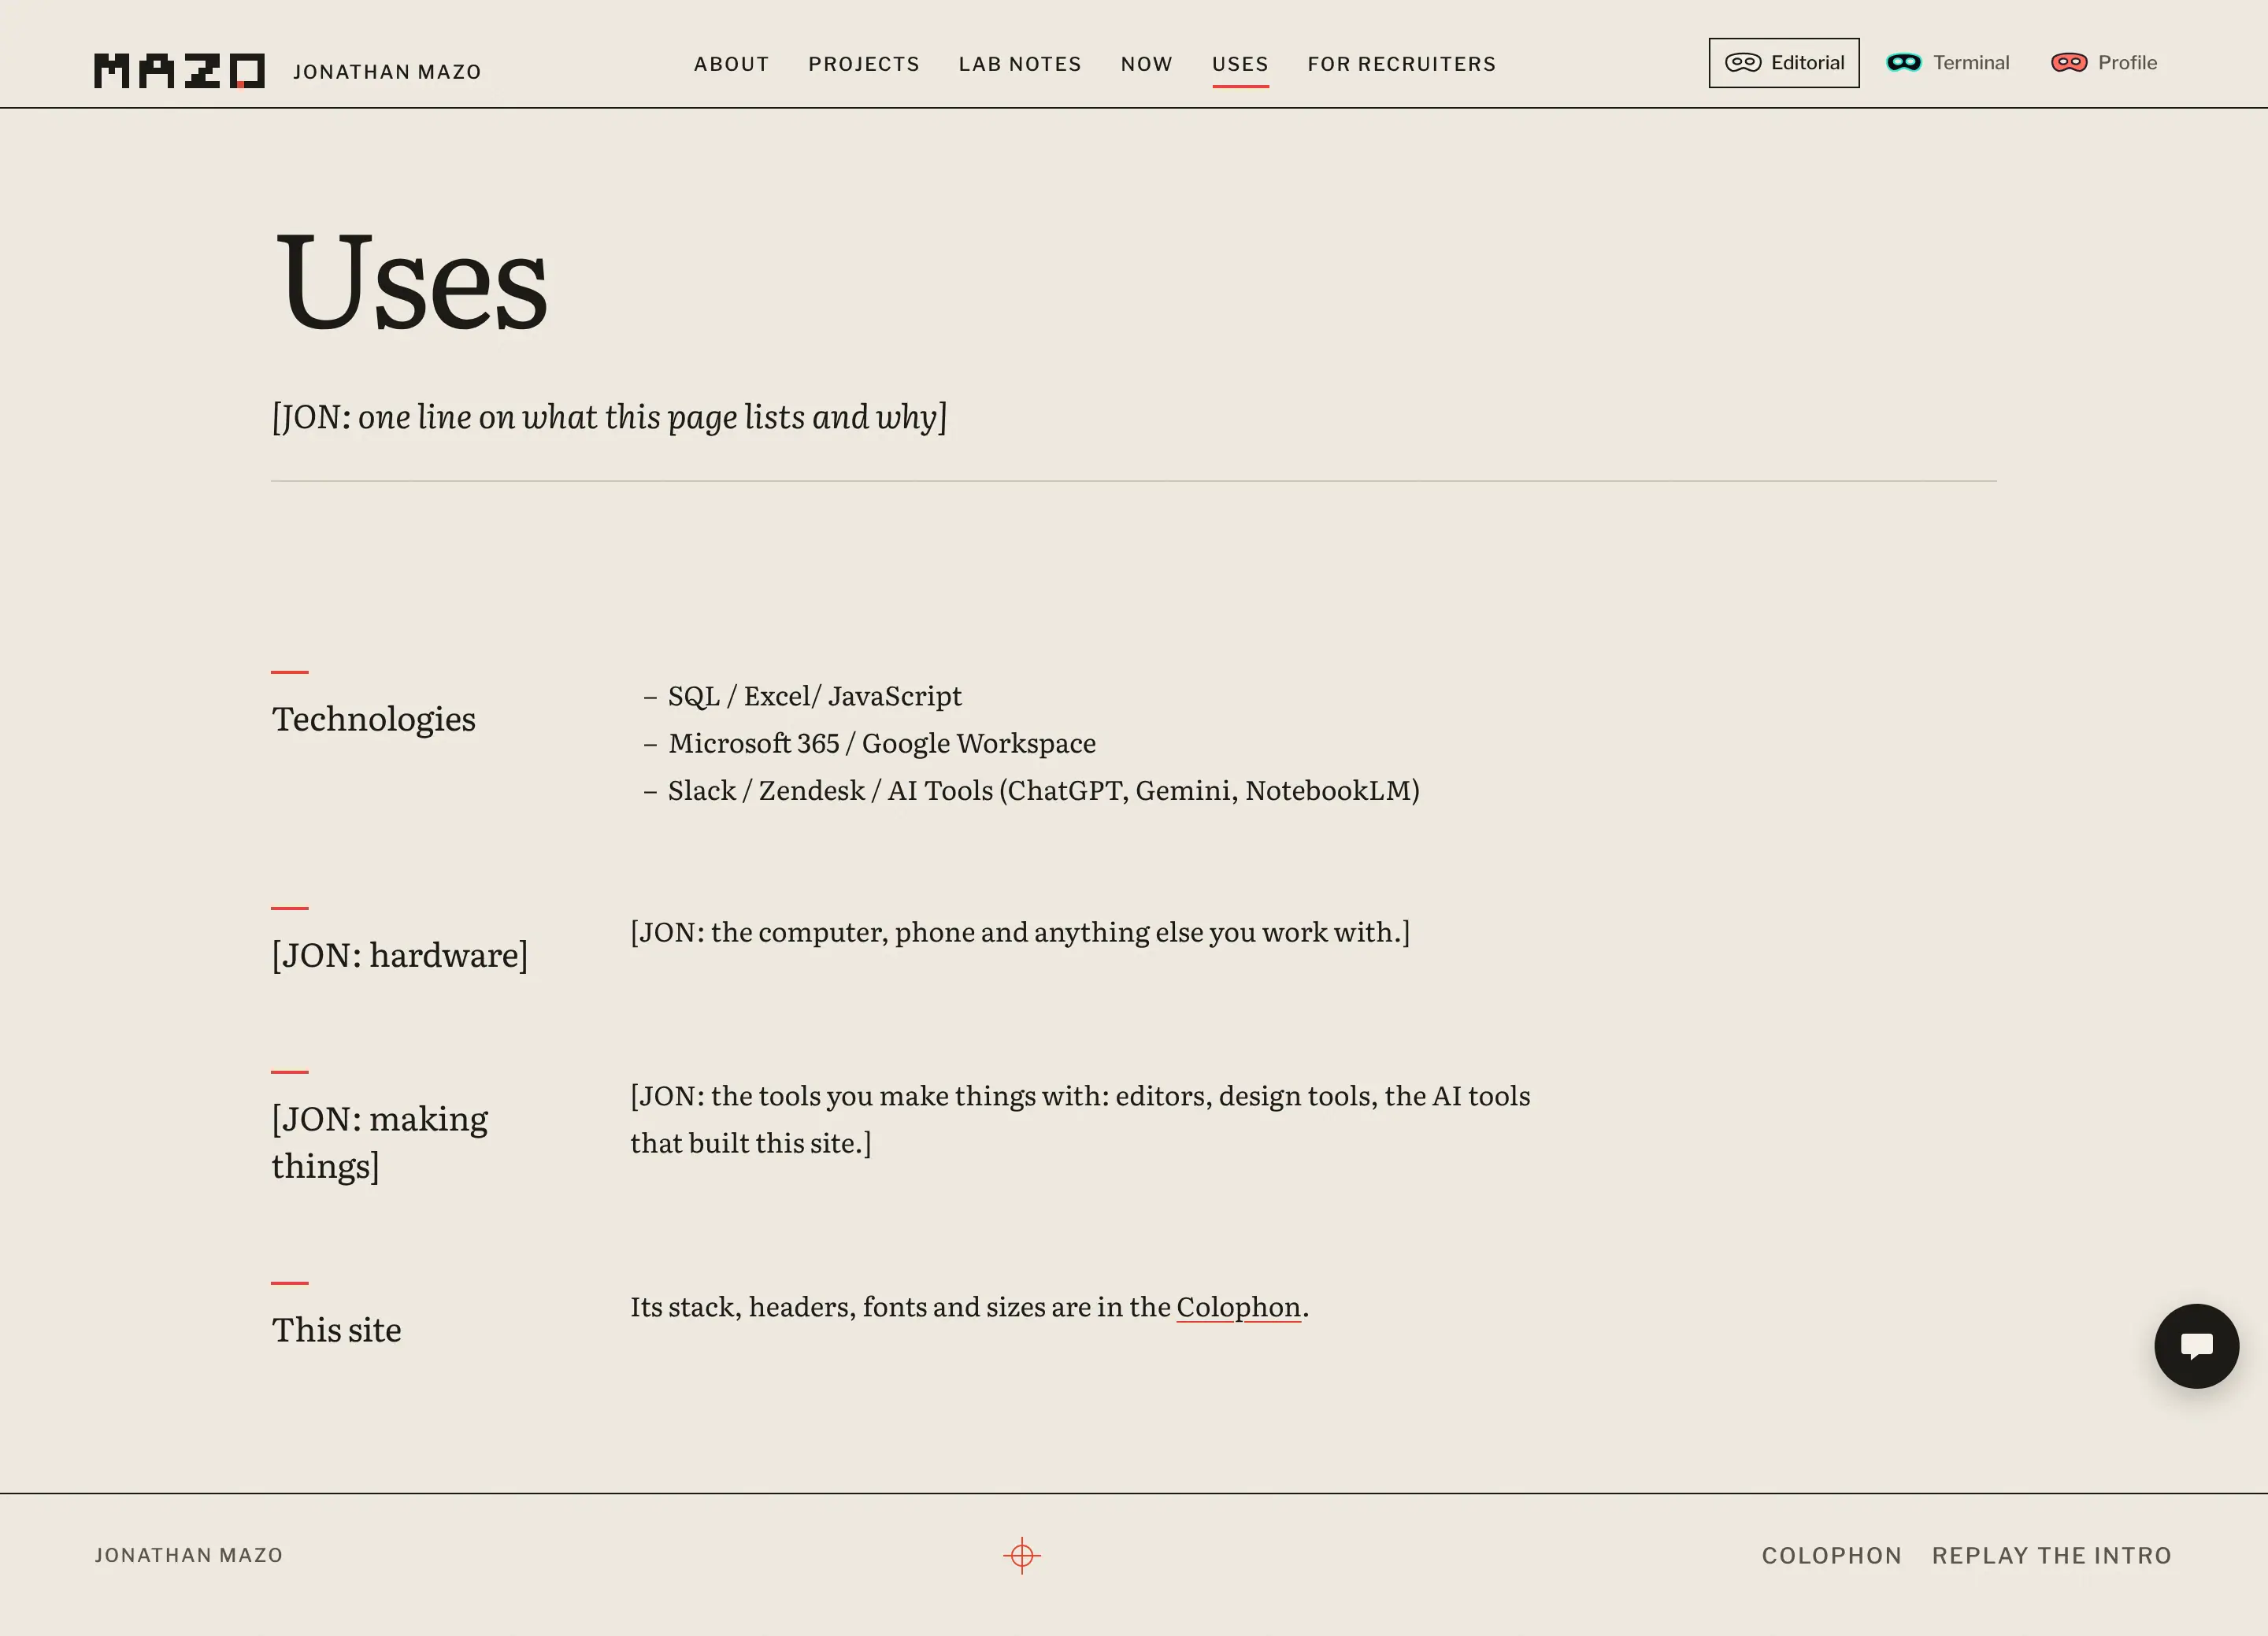 MAZO
JONATHAN MAZO
ABOUT
PROJECTS
LAB NOTES
NOW
USES
FOR RECRUITERS
Editorial
Terminal
Profile
Uses
[JON: one line on what this page lists and why]
Technologies
– SQL / Excel/ JavaScript
– Microsoft 365 / Google Workspace
– Slack / Zendesk / AI Tools (ChatGPT, Gemini, NotebookLM)
[JON: hardware]
[JON: the computer, phone and anything else you work with.]
[JON: making
things]
[JON: the tools you make things with: editors, design tools, the AI tools
that built this site.]
This site
Its stack, headers, fonts and sizes are in the Colophon.
JONATHAN MAZO
COLOPHON
REPLAY THE INTRO